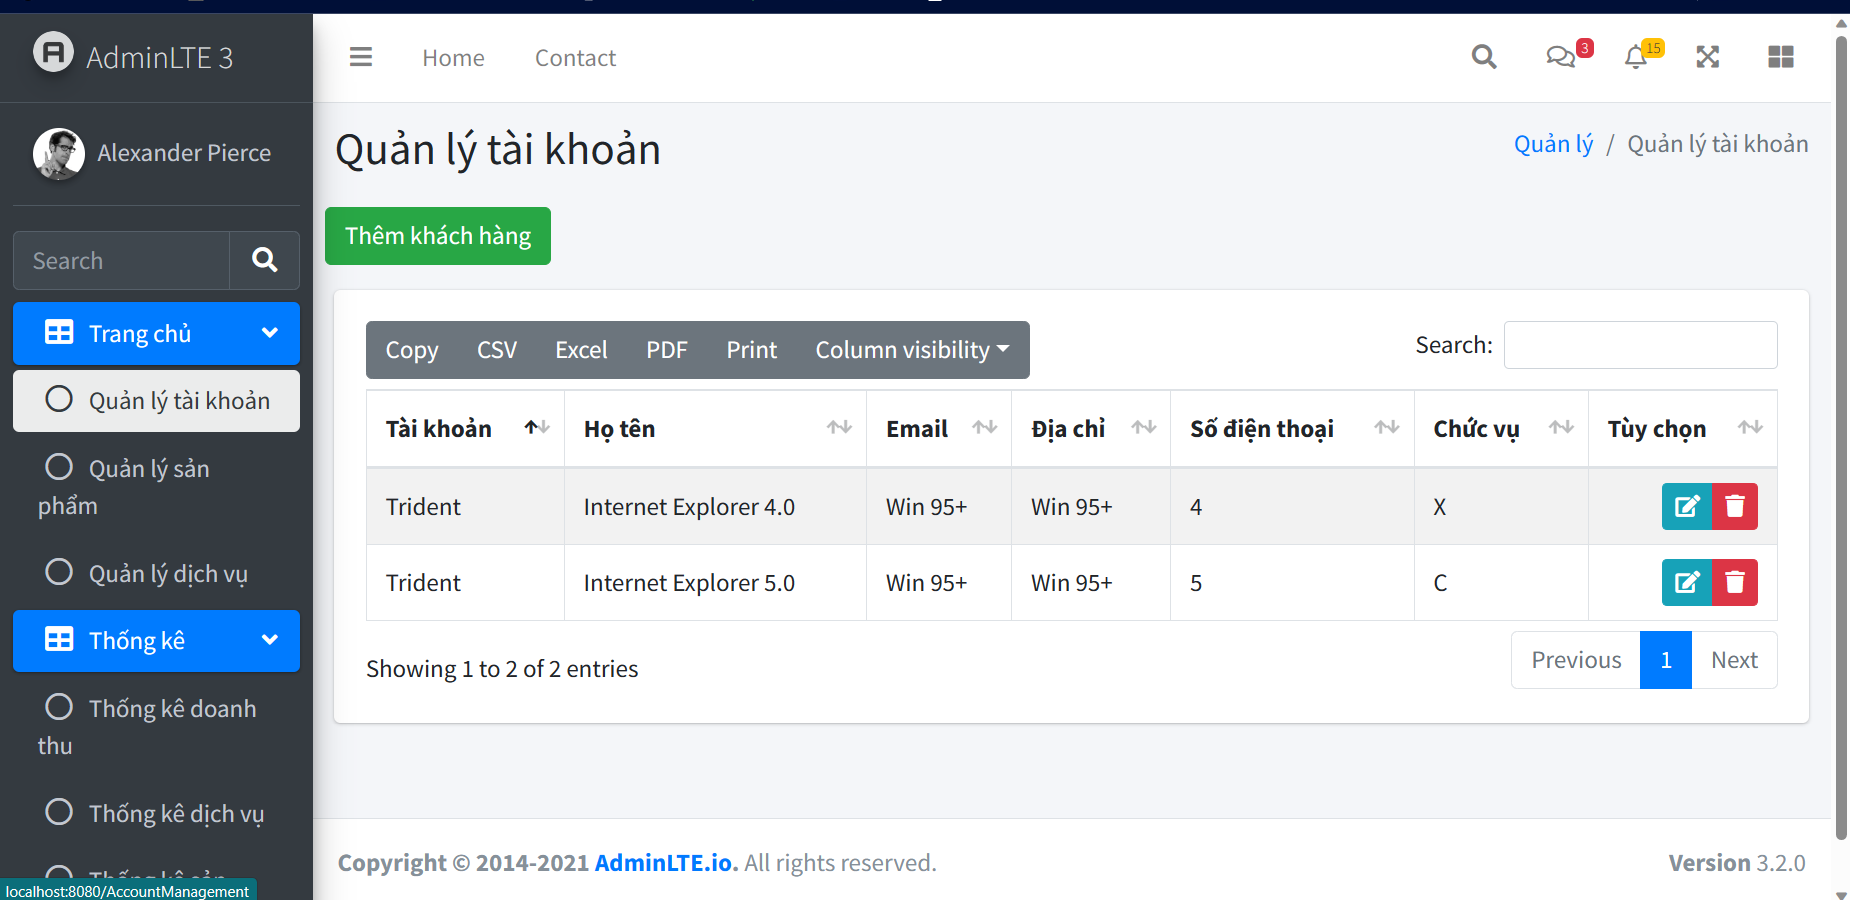 AdminLTE 3
Home
Contact
3
15
Alexander Pierce
Quản lý tài khoản
Quản lý / Quản lý tài khoản
Search
Thêm khách hàng
Trang chủ
Quản lý tài khoản
Quản lý sản
phẩm
Quản lý dịch vụ
Thống kê
Thống kê doanh
thu
Thống kê dịch vụ
Thống kê sản
Copy CSV Excel PDF Print Column visibility
Search:
Tài khoản Họ tên Email Địa chỉ Số điện thoại Chức vụ Tùy chọn
Trident Internet Explorer 4.0 Win 95+ Win 95+ 4 X
Trident Internet Explorer 5.0 Win 95+ Win 95+ 5 C
Showing 1 to 2 of 2 entries
Previous 1 Next
Copyright © 2014-2021 AdminLTE.io. All rights reserved.
Version 3.2.0
localhost:8080/AccountManagement